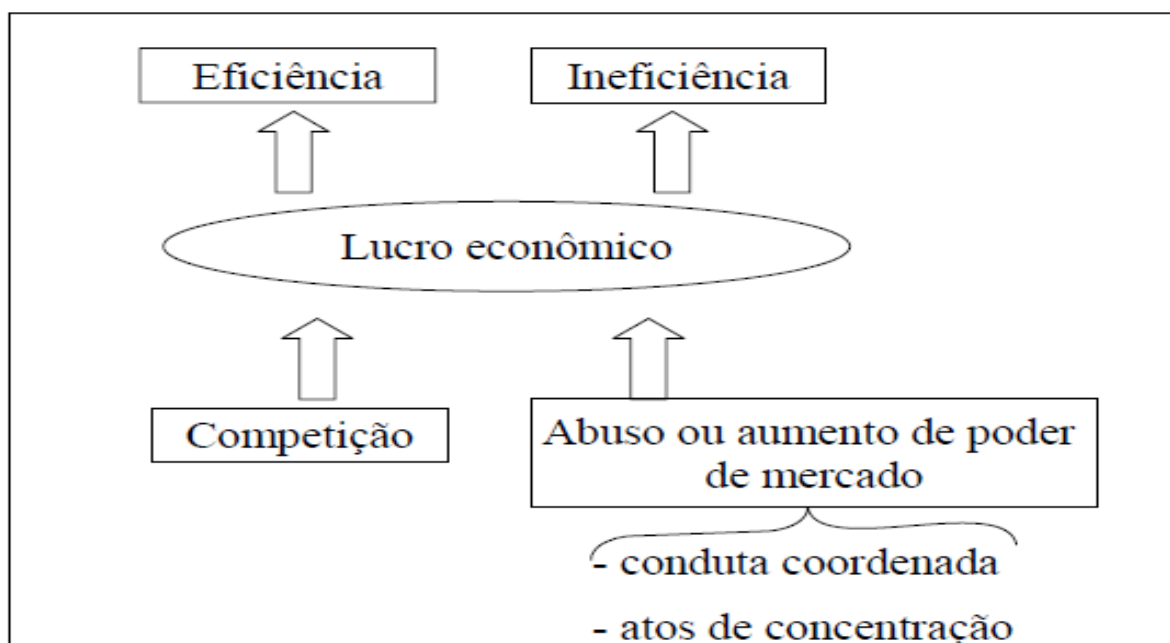 Eficiência
Ineficiência
Lucro econômico
Competição
Abuso ou aumento de poder
de mercado
- conduta coordenada
- atos de concentração